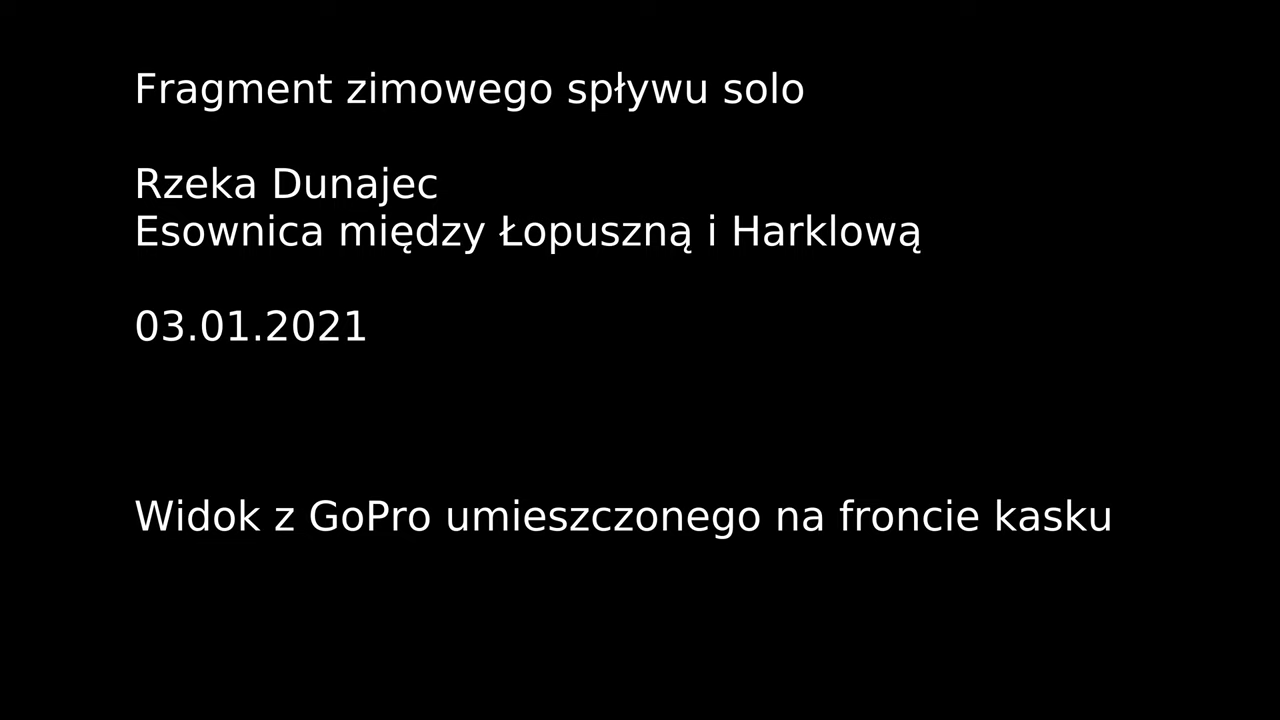 Fragment zimowego spływu solo
Rzeka Dunajec
Esownica między Łopuszną i Harklową
03.01.2021
Widok z GoPro umieszczonego na froncie kasku